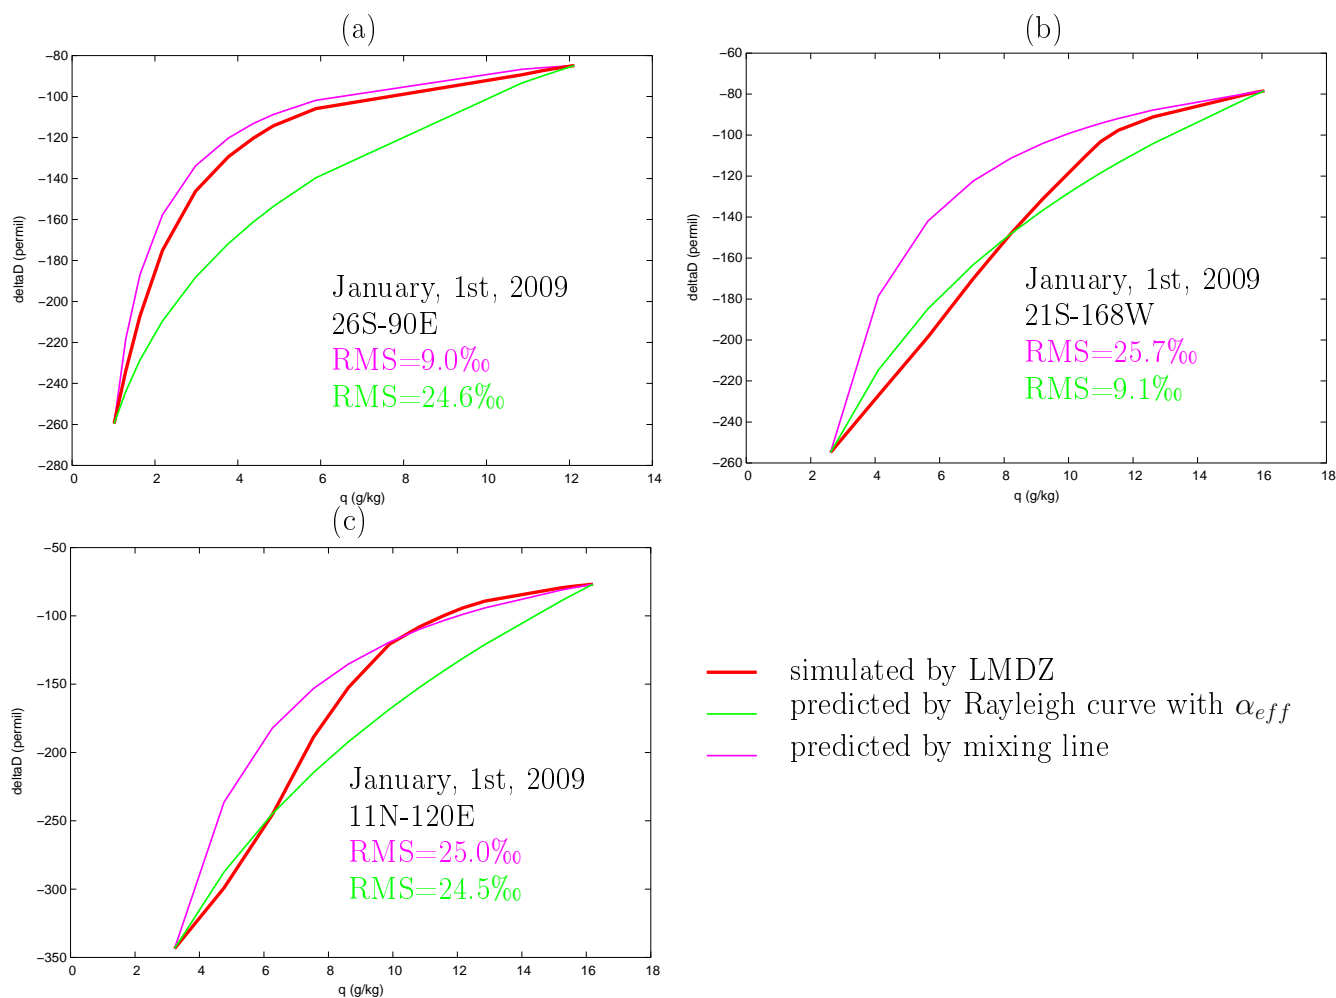 (a)
−80
−100
−120
−140
−160
−180
−200
−220
−240
−260
−280
deltaD (permil)
0 2 4 6 8 10 12 14
q (g/kg)
January, 1st, 2009
26S-90E
RMS=9.0‰
RMS=24.6‰
(b)
−60
−80
−100
−120
−140
−160
−180
−200
−220
−240
−260
deltaD (permil)
0 2 4 6 8 10 12 14 16 18
q (g/kg)
January, 1st, 2009
21S-168W
RMS=25.7‰
RMS=9.1‰
(c)
−50
−100
−150
−200
−250
−300
−350
deltaD (permil)
0 2 4 6 8 10 12 14 16 18
q (g/kg)
January, 1st, 2009
11N-120E
RMS=25.0‰
RMS=24.5‰
simulated by LMDZ
predicted by Rayleigh curve with α_eff
predicted by mixing line